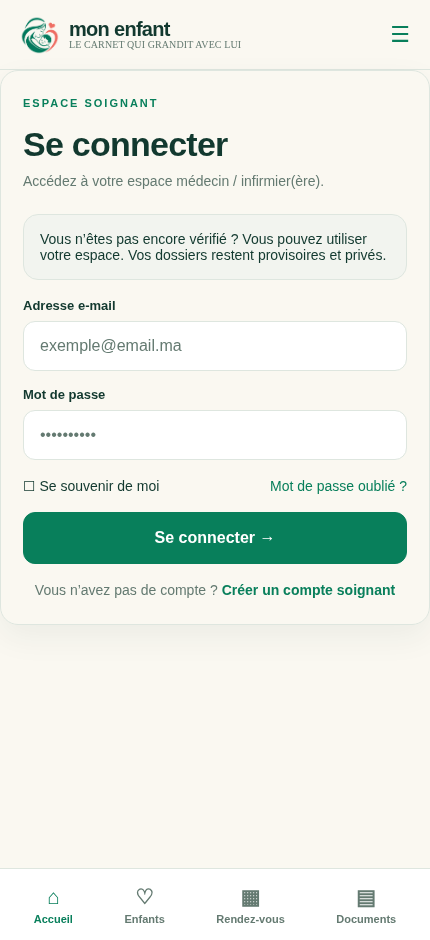 mon enfant
LE CARNET QUI GRANDIT AVEC LUI
ESPACE SOIGNANT
Se connecter
Accédez à votre espace médecin / infirmier(ère).
Vous n’êtes pas encore vérifié ? Vous pouvez utiliser
votre espace. Vos dossiers restent provisoires et privés.
Adresse e-mail
exemple@email.ma
Mot de passe
••••••••••
☐ Se souvenir de moi
Mot de passe oublié ?
Se connecter →
Vous n’avez pas de compte ? Créer un compte soignant
Accueil
Enfants
Rendez-vous
Documents